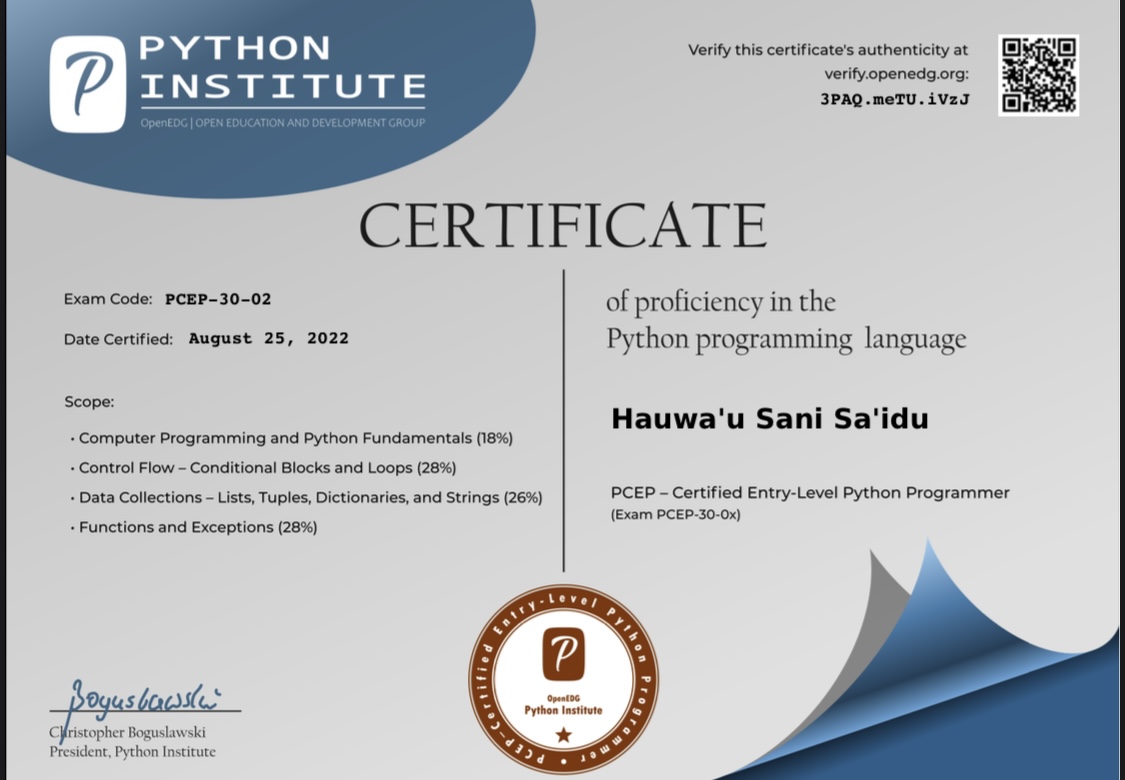 PYTHON
INSTITUTE
OpenEDG | OPEN EDUCATION AND DEVELOPMENT GROUP
Verify this certificate's authenticity at
verify.openedg.org:
3PAQ.meTU.iVzJ
CERTIFICATE
Exam Code: PCEP-30-02
Date Certified: August 25, 2022
Scope:
· Computer Programming and Python Fundamentals (18%)
· Control Flow – Conditional Blocks and Loops (28%)
· Data Collections – Lists, Tuples, Dictionaries, and Strings (26%)
· Functions and Exceptions (28%)
of proficiency in the
Python programming language
Hauwa'u Sani Sa'idu
PCEP – Certified Entry-Level Python Programmer
(Exam PCEP-30-0x)
PCEP-Certified Entry-Level Python Programmer
OpenEDG
Python Institute
Boguslawski
Christopher Boguslawski
President, Python Institute